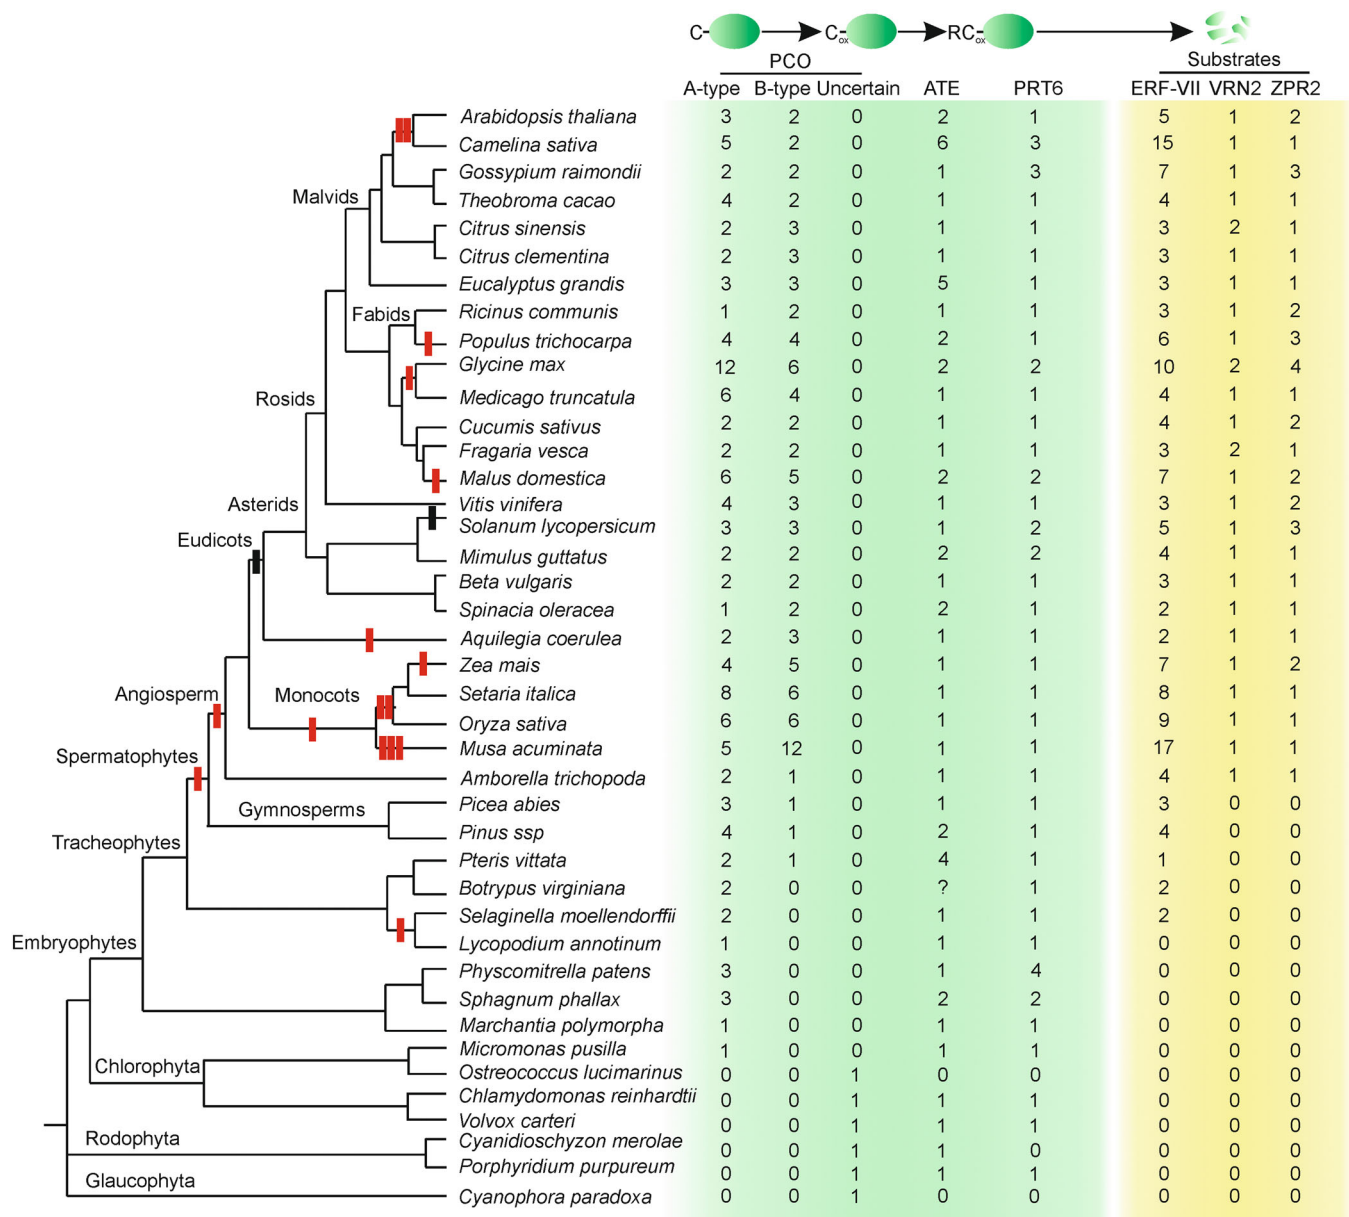 C- Cox RCox
PCO Substrates
A-type B-type Uncertain ATE PRT6 ERF-VII VRN2 ZPR2
Arabidopsis thaliana 3 2 0 2 1 5 1 2
Camelina sativa 5 2 0 6 3 15 1 1
Gossypium raimondii 2 2 0 1 3 7 1 3
Malvids
Theobroma cacao 4 2 0 1 1 4 1 1
Citrus sinensis 2 3 0 1 1 3 2 1
Citrus clementina 2 3 0 1 1 3 1 1
Eucalyptus grandis 3 3 0 5 1 3 1 1
Fabids
Ricinus communis 1 2 0 1 1 3 1 2
Populus trichocarpa 4 4 0 2 1 6 1 3
Glycine max 12 6 0 2 2 10 2 4
Rosids
Medicago truncatula 6 4 0 1 1 4 1 1
Cucumis sativus 2 2 0 1 1 4 1 2
Fragaria vesca 2 2 0 1 1 3 2 1
Malus domestica 6 5 0 2 2 7 1 2
Asterids
Vitis vinifera 4 3 0 1 1 3 1 2
Solanum lycopersicum 3 3 0 1 2 5 1 3
Eudicots
Mimulus guttatus 2 2 0 2 2 4 1 1
Beta vulgaris 2 2 0 1 1 3 1 1
Spinacia oleracea 1 2 0 2 1 2 1 1
Aquilegia coerulea 2 3 0 1 1 2 1 1
Zea mais 4 5 0 1 1 7 1 2
Angiosperm Monocots
Setaria italica 8 6 0 1 1 8 1 1
Oryza sativa 6 6 0 1 1 9 1 1
Musa acuminata 5 12 0 1 1 17 1 1
Spermatophytes
Amborella trichopoda 2 1 0 1 1 4 1 1
Picea abies 3 1 0 1 1 3 0 0
Gymnosperms
Pinus ssp 4 1 0 2 1 4 0 0
Tracheophytes
Pteris vittata 2 1 0 4 1 1 0 0
Botrypus virginiana 2 0 0 ? 1 2 0 0
Selaginella moellendorffii 2 0 0 1 1 2 0 0
Embryophytes
Lycopodium annotinum 1 0 0 1 1 0 0 0
Physcomitrella patens 3 0 0 1 4 0 0 0
Sphagnum phallax 3 0 0 2 2 0 0 0
Marchantia polymorpha 1 0 0 1 1 0 0 0
Micromonas pusilla 1 0 0 1 1 0 0 0
Chlorophyta
Ostreococcus lucimarinus 0 0 1 0 0 0 0 0
Chlamydomonas reinhardtii 0 0 1 1 1 0 0 0
Volvox carteri 0 0 1 1 1 0 0 0
Rodophyta
Cyanidioschyzon merolae 0 0 1 1 0 0 0 0
Porphyridium purpureum 0 0 1 1 1 0 0 0
Glaucophyta
Cyanophora paradoxa 0 0 1 0 0 0 0 0